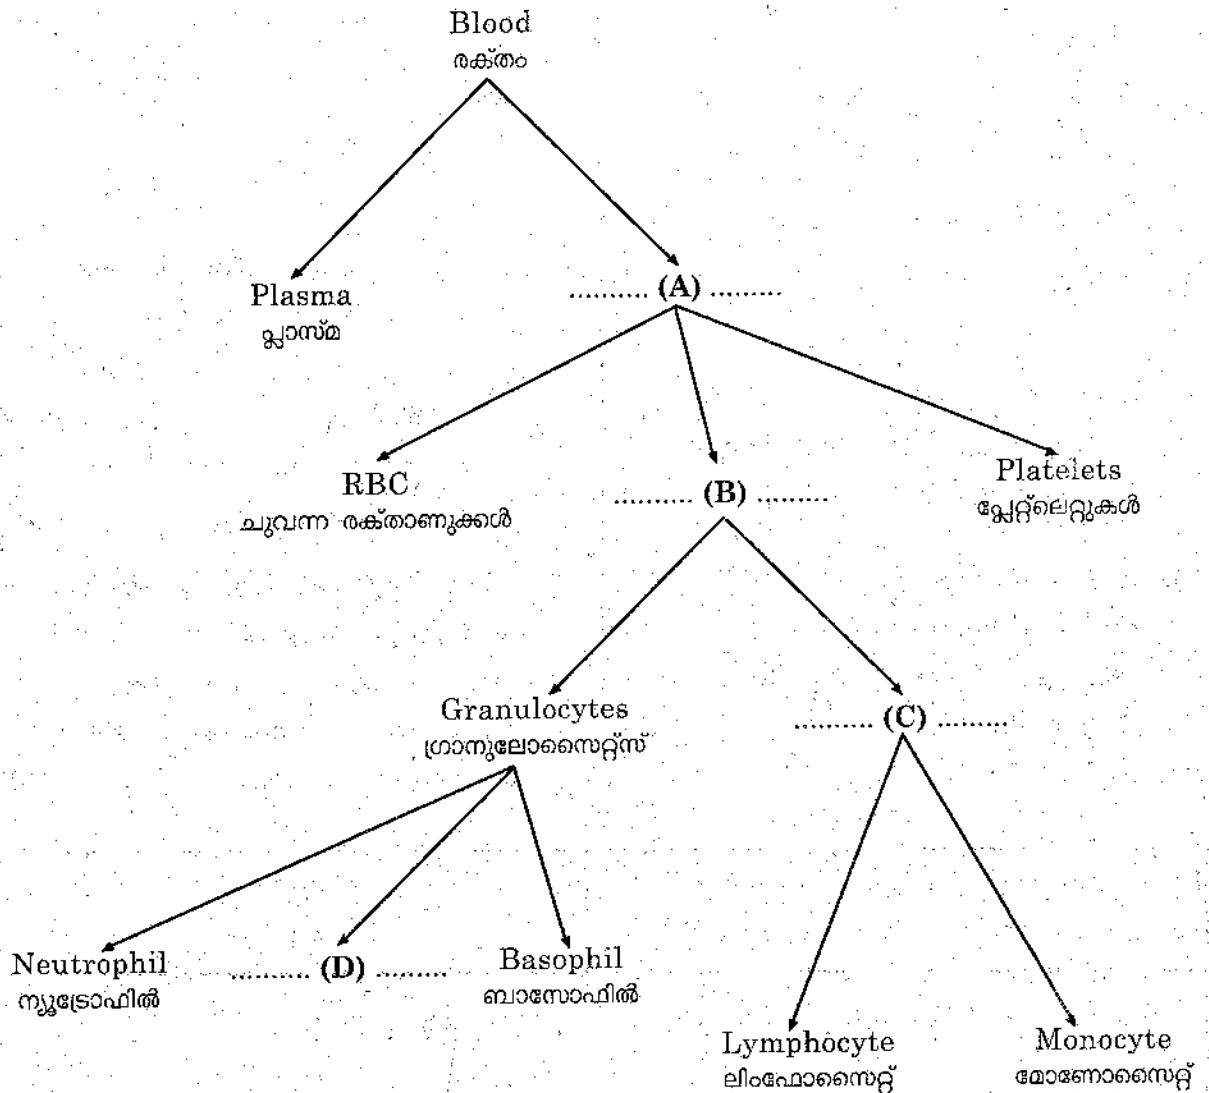 Blood
രക്തം
Plasma
പ്ലാസ്മ
.......... (A) .........
RBC
ചുവന്ന രക്താണുക്കൾ
.......... (B) .........
Platelets
പ്ലേറ്റ്ലെറ്റുകൾ
Granulocytes
ഗ്രാനുലോസൈറ്റ്സ്
.......... (C) .........
Neutrophil
ന്യൂട്രോഫിൽ
.......... (D) .........
Basophil
ബാസോഫിൽ
Lymphocyte
ലിംഫോസൈറ്റ്
Monocyte
മോണോസൈറ്റ്